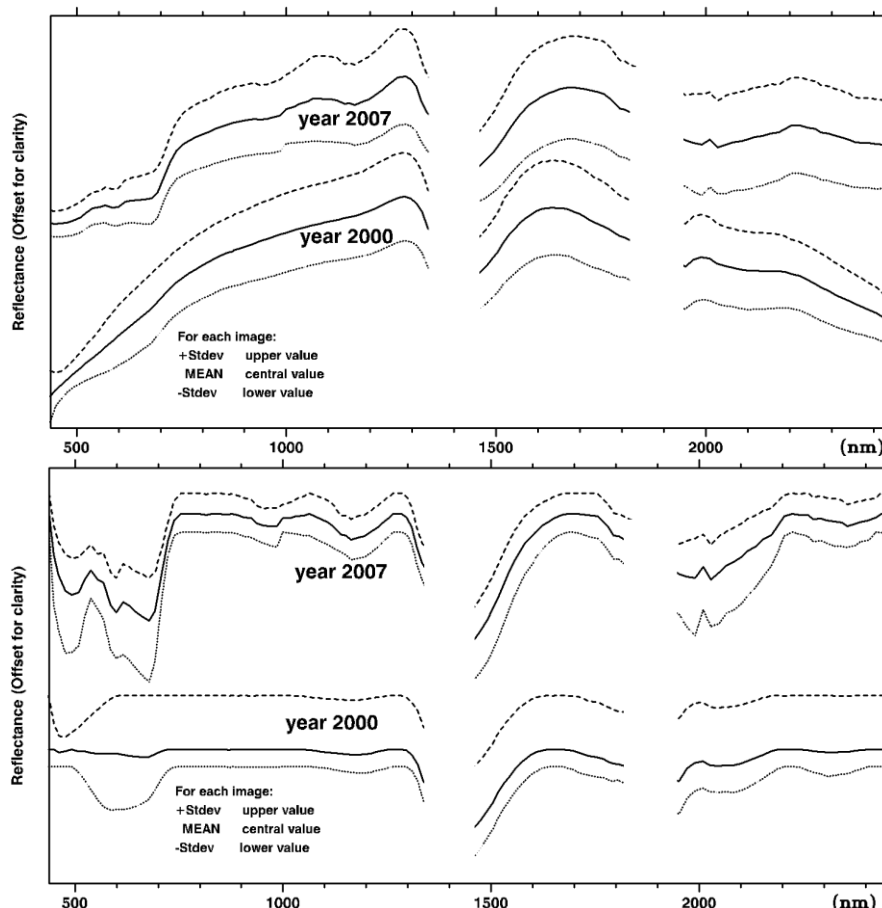 Reflectance (Offset for clarity)
year 2007
year 2000
For each image:
+Stdev upper value
MEAN central value
-Stdev lower value
500 1000 1500 2000 (nm)
Reflectance (Offset for clarity)
year 2007
year 2000
For each image:
+Stdev upper value
MEAN central value
-Stdev lower value
500 1000 1500 2000 (nm)